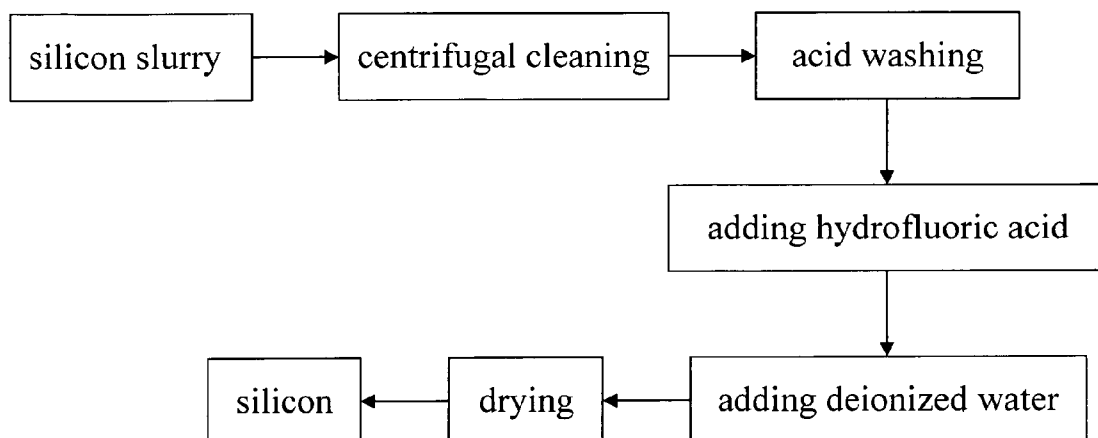 silicon slurry
centrifugal cleaning
acid washing
adding hydrofluoric acid
adding deionized water
drying
silicon